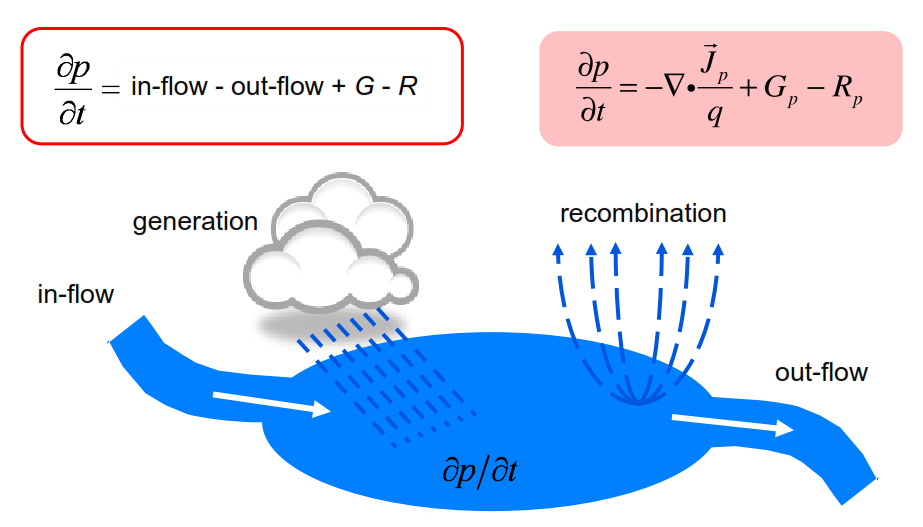 ∂p/∂t = in-flow - out-flow + G - R
∂p/∂t = −∇•J⃗ₚ/q + Gₚ − Rₚ
generation
recombination
in-flow
out-flow
∂p/∂t